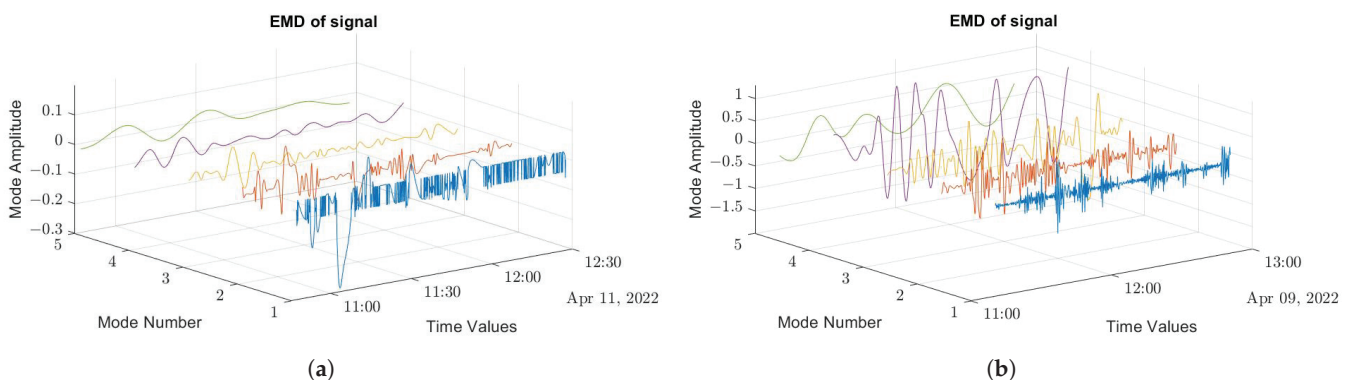 EMD of signal
Mode Amplitude
0.1
0
−0.1
−0.2
−0.3
5
4
3
2
1
Mode Number
11:00
11:30
12:00
12:30
Apr 11, 2022
Time Values
(a)
EMD of signal
Mode Amplitude
1
0.5
0
−0.5
−1
−1.5
5
4
3
2
1
Mode Number
11:00
12:00
13:00
Apr 09, 2022
Time Values
(b)